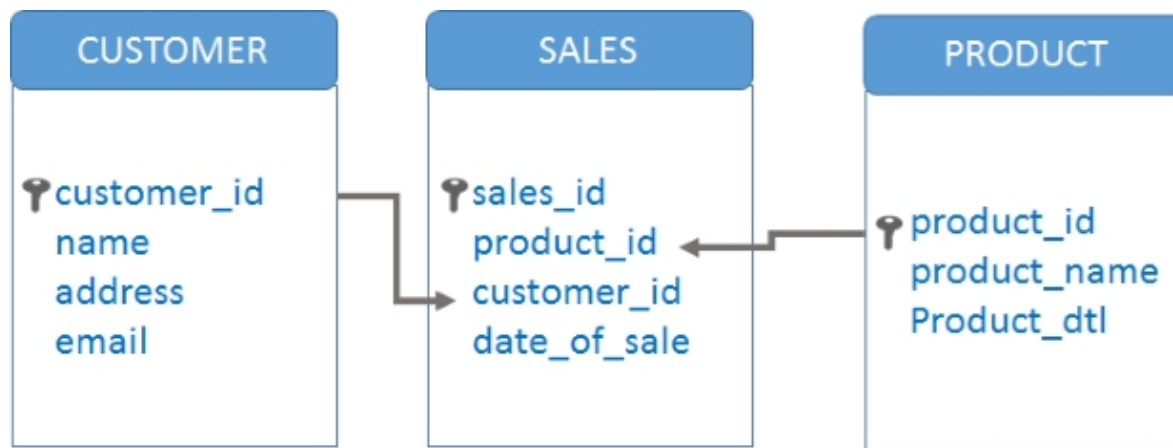 CUSTOMER
customer_id
name
address
email
SALES
sales_id
product_id
customer_id
date_of_sale
PRODUCT
product_id
product_name
Product_dtl